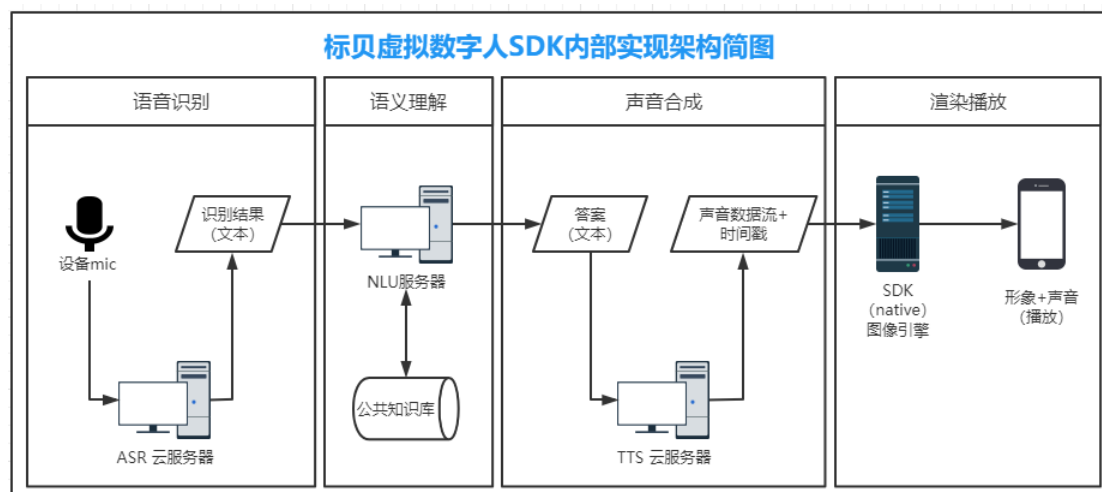 标贝虚拟数字人SDK内部实现架构简图
语音识别
语义理解
声音合成
渲染播放
设备mic
识别结果
(文本)
ASR 云服务器
NLU服务器
公共知识库
答案
(文本)
声音数据流+
时间戳
TTS 云服务器
SDK
(native)
图像引擎
形象+声音
(播放)